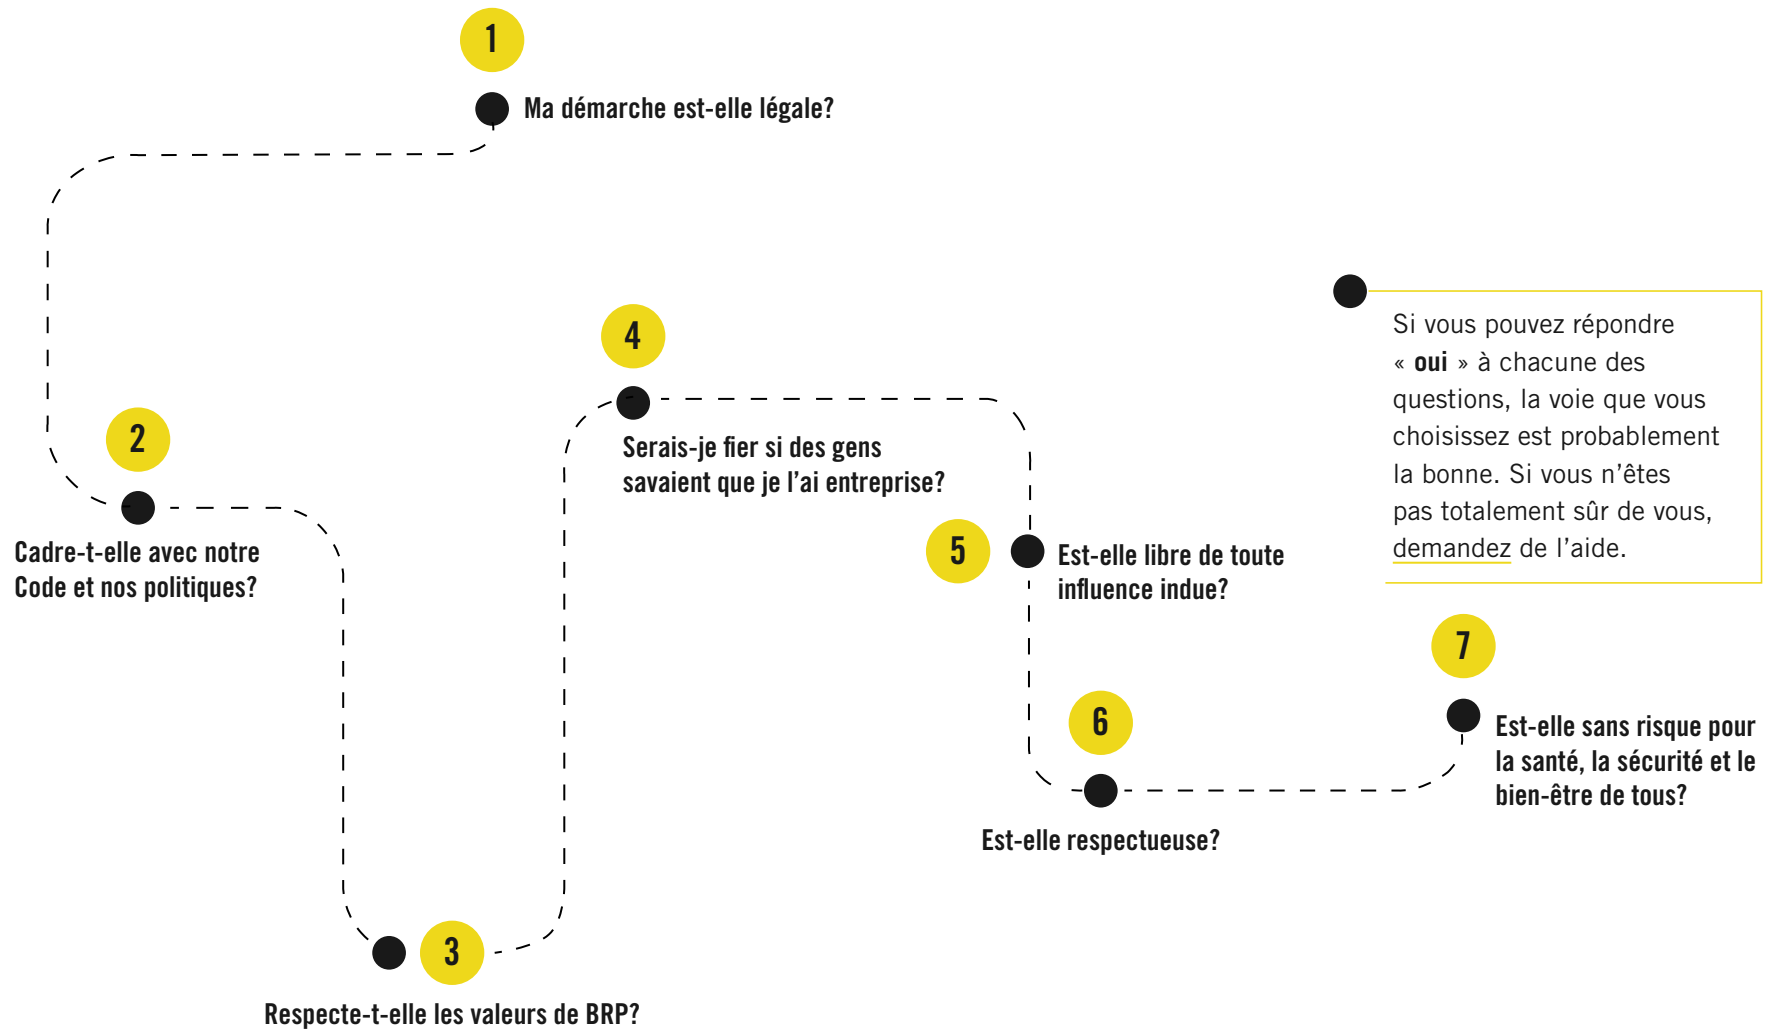 1
Ma démarche est-elle légale?
2
Cadre-t-elle avec notre
Code et nos politiques?
3
Respecte-t-elle les valeurs de BRP?
4
Serais-je fier si des gens
savaient que je l’ai entreprise?
5
Est-elle libre de toute
influence indue?
6
Est-elle respectueuse?
7
Est-elle sans risque pour
la santé, la sécurité et le
bien-être de tous?
Si vous pouvez répondre
« oui » à chacune des
questions, la voie que vous
choisissez est probablement
la bonne. Si vous n’êtes
pas totalement sûr de vous,
demandez de l’aide.